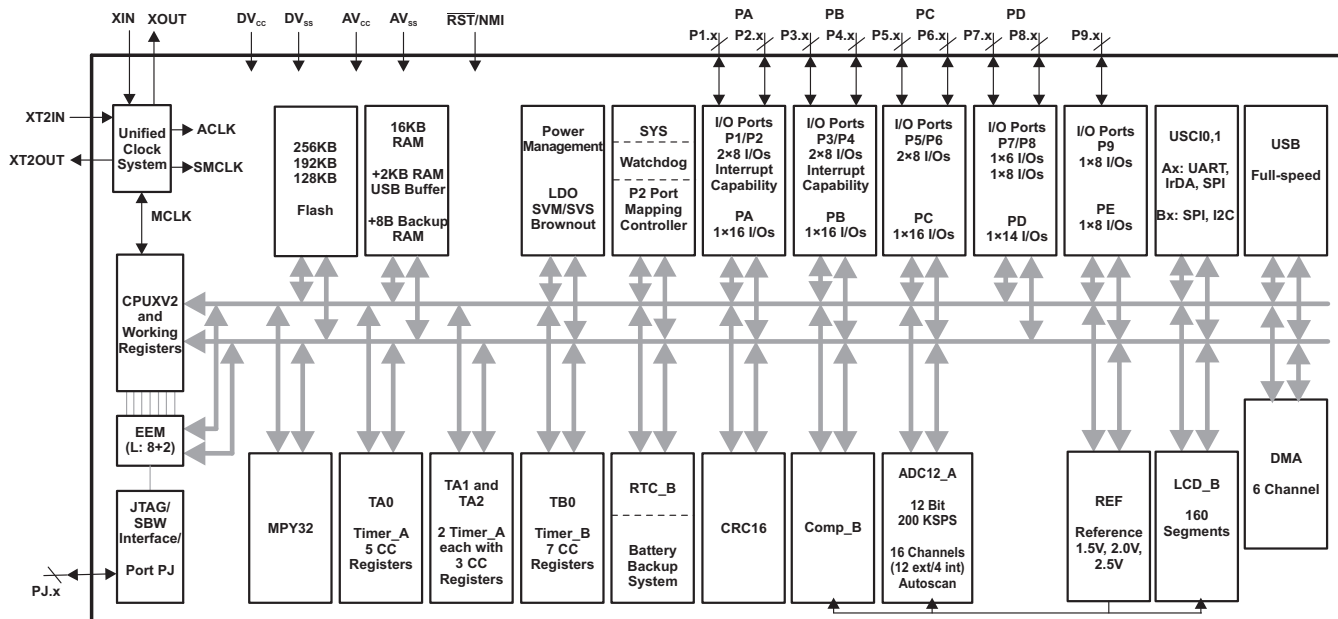 XIN XOUT DVCC DVSS AVCC AVSS RST/NMI PA PB PC PD
P1.x P2.x P3.x P4.x P5.x P6.x P7.x P8.x P9.x
XT2IN
XT2OUT
Unified
Clock
System
ACLK
SMCLK
MCLK
256KB
192KB
128KB
Flash
16KB
RAM
+2KB RAM
USB Buffer
+8B Backup
RAM
Power
Management
LDO
SVM/SVS
Brownout
SYS
Watchdog
P2 Port
Mapping
Controller
I/O Ports
P1/P2
2×8 I/Os
Interrupt
Capability
PA
1×16 I/Os
I/O Ports
P3/P4
2×8 I/Os
Interrupt
Capability
PB
1×16 I/Os
I/O Ports
P5/P6
2×8 I/Os
PC
1×16 I/Os
I/O Ports
P7/P8
1×6 I/Os
1×8 I/Os
PD
1×14 I/Os
I/O Ports
P9
1×8 I/Os
PE
1×8 I/Os
USCI0,1
Ax: UART,
IrDA, SPI
Bx: SPI, I2C
USB
Full-speed
CPUXV2
and
Working
Registers
EEM
(L: 8+2)
JTAG/
SBW
Interface/
Port PJ
PJ.x
MPY32
TA0
Timer_A
5 CC
Registers
TA1 and
TA2
2 Timer_A
each with
3 CC
Registers
TB0
Timer_B
7 CC
Registers
RTC_B
Battery
Backup
System
CRC16
Comp_B
ADC12_A
12 Bit
200 KSPS
16 Channels
(12 ext/4 int)
Autoscan
REF
Reference
1.5V, 2.0V,
2.5V
LCD_B
160
Segments
DMA
6 Channel